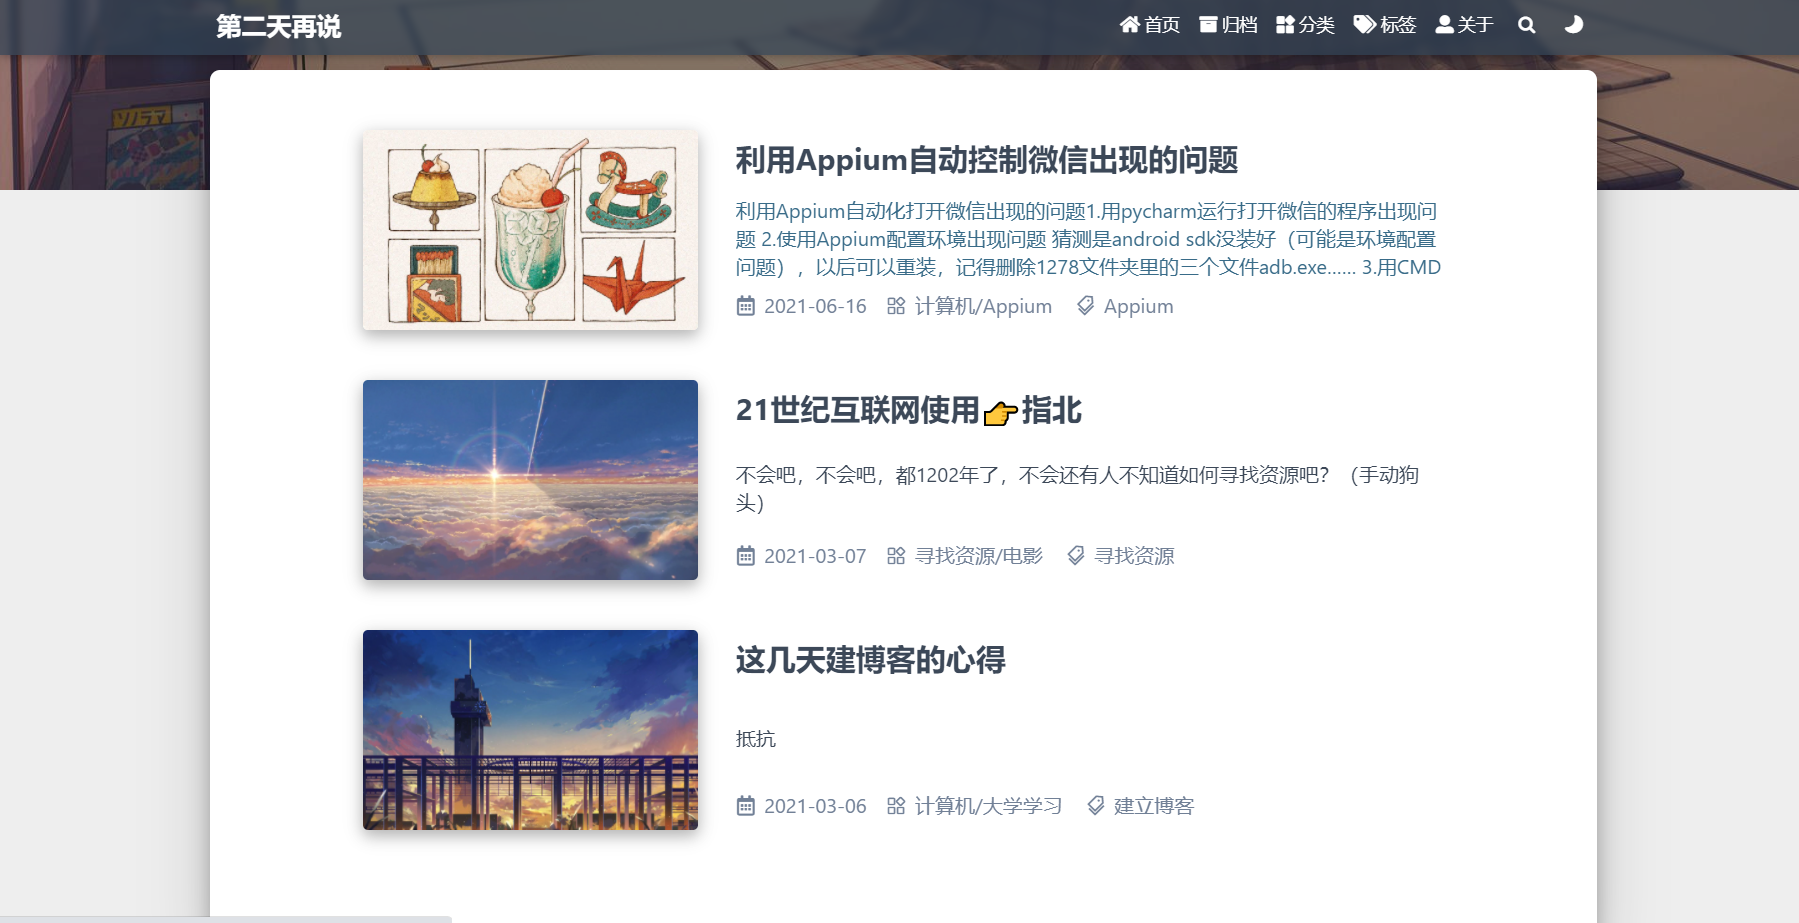 第二天再说
首页 归档 分类 标签 关于
利用Appium自动控制微信出现的问题
利用Appium自动化打开微信出现的问题1.用pycharm运行打开微信的程序出现问
题 2.使用Appium配置环境出现问题 猜测是android sdk没装好（可能是环境配置
问题），以后可以重装，记得删除1278文件夹里的三个文件adb.exe…… 3.用CMD
2021-06-16 计算机/Appium Appium
21世纪互联网使用👉指北
不会吧，不会吧，都1202年了，不会还有人不知道如何寻找资源吧？（手动狗
头）
2021-03-07 寻找资源/电影 寻找资源
这几天建博客的心得
抵抗
2021-03-06 计算机/大学学习 建立博客